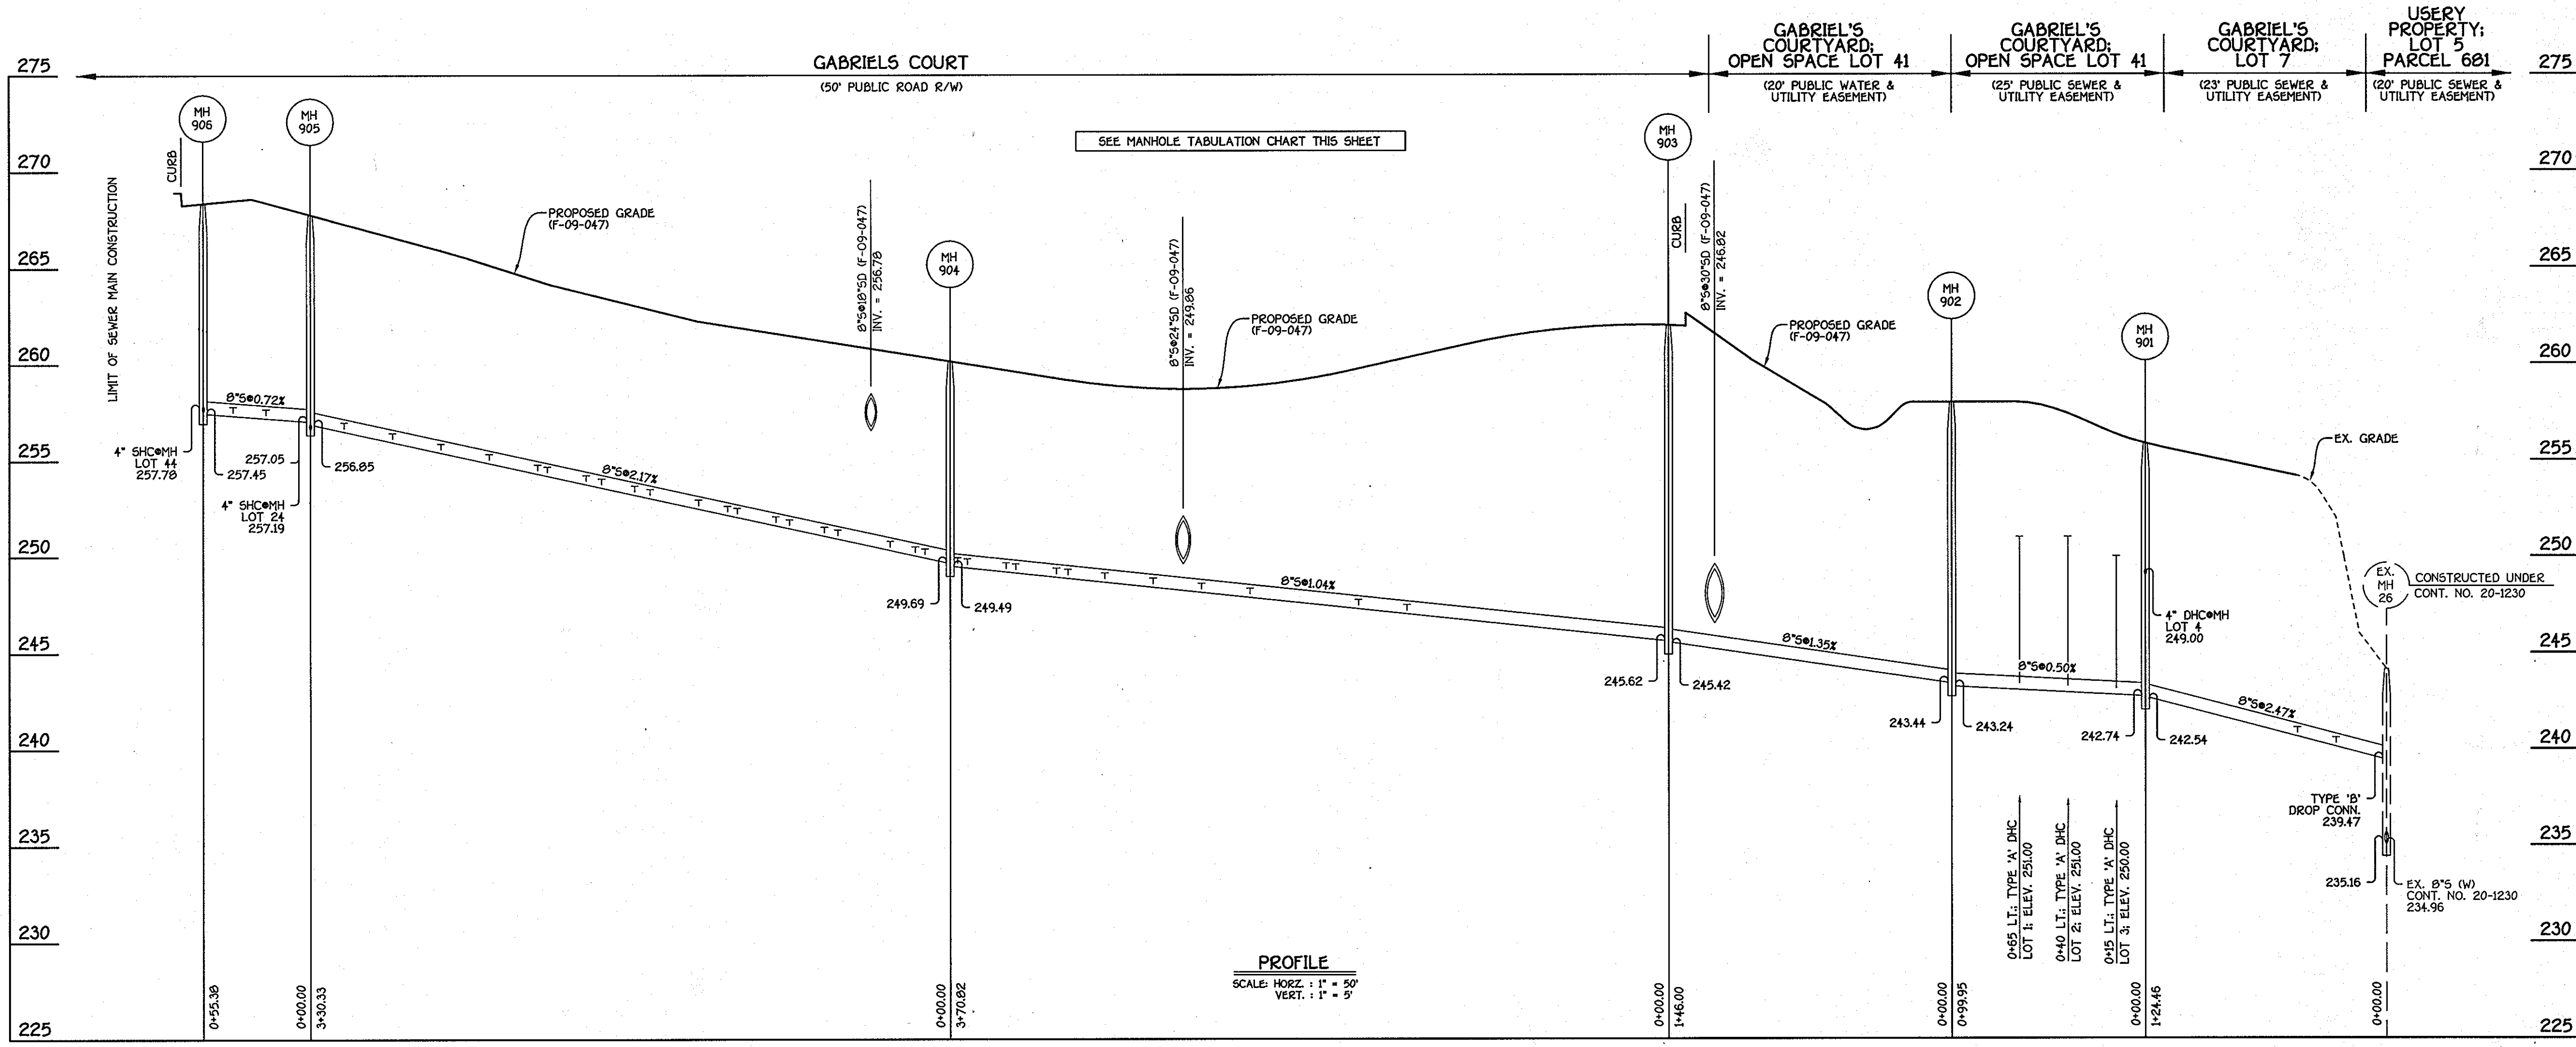 GABRIELS COURT
(50' PUBLIC ROAD R/W)
GABRIEL'S
COURTYARD;
OPEN SPACE LOT 41
(20' PUBLIC WATER &
UTILITY EASEMENT)
GABRIEL'S
COURTYARD;
OPEN SPACE LOT 41
(25' PUBLIC SEWER &
UTILITY EASEMENT)
GABRIEL'S
COURTYARD;
LOT 7
(23' PUBLIC SEWER &
UTILITY EASEMENT)
USERY
PROPERTY;
LOT 5
PARCEL 681
(20' PUBLIC SEWER &
UTILITY EASEMENT)
275
270
265
260
255
250
245
240
235
230
225
275
270
265
260
255
250
245
240
235
230
225
LIMIT OF SEWER MAIN CONSTRUCTION
CURB
MH
906
MH
905
SEE MANHOLE TABULATION CHART THIS SHEET
PROPOSED GRADE
(F-09-047)
8"S@18"SD (F-09-047)
INV. = 256.78
MH
904
8"S@24"SD (F-09-047)
INV. = 249.86
PROPOSED GRADE
(F-09-047)
MH
903
CURB
8"S@30"SD (F-09-047)
INV. = 246.82
PROPOSED GRADE
(F-09-047)
MH
902
MH
901
EX. GRADE
EX.
MH
26
CONSTRUCTED UNDER
CONT. NO. 20-1230
8"S@0.72%
4" SHC@MH
LOT 44
257.78
257.45
257.05
256.85
4" SHC@MH
LOT 24
257.19
8"S@2.17%
249.69
249.49
8"S@1.04%
245.62
245.42
8"S@1.35%
243.44
243.24
8"S@0.50%
4" DHC@MH
LOT 4
249.00
242.74
242.54
8"S@2.47%
TYPE 'B'
DROP CONN.
239.47
235.16
EX. 8"S (W)
CONT. NO. 20-1230
234.96
0+65 LT.; TYPE 'A' DHC
LOT 1; ELEV. 251.00
0+40 LT.; TYPE 'A' DHC
LOT 2; ELEV. 251.00
0+15 LT.; TYPE 'A' DHC
LOT 3; ELEV. 250.00
PROFILE
SCALE: HORZ. : 1" = 50'
VERT. : 1" = 5'
0+55.38
0+00.00
3+30.33
0+00.00
3+70.82
0+00.00
1+46.00
0+00.00
0+99.95
0+00.00
1+24.46
0+00.00